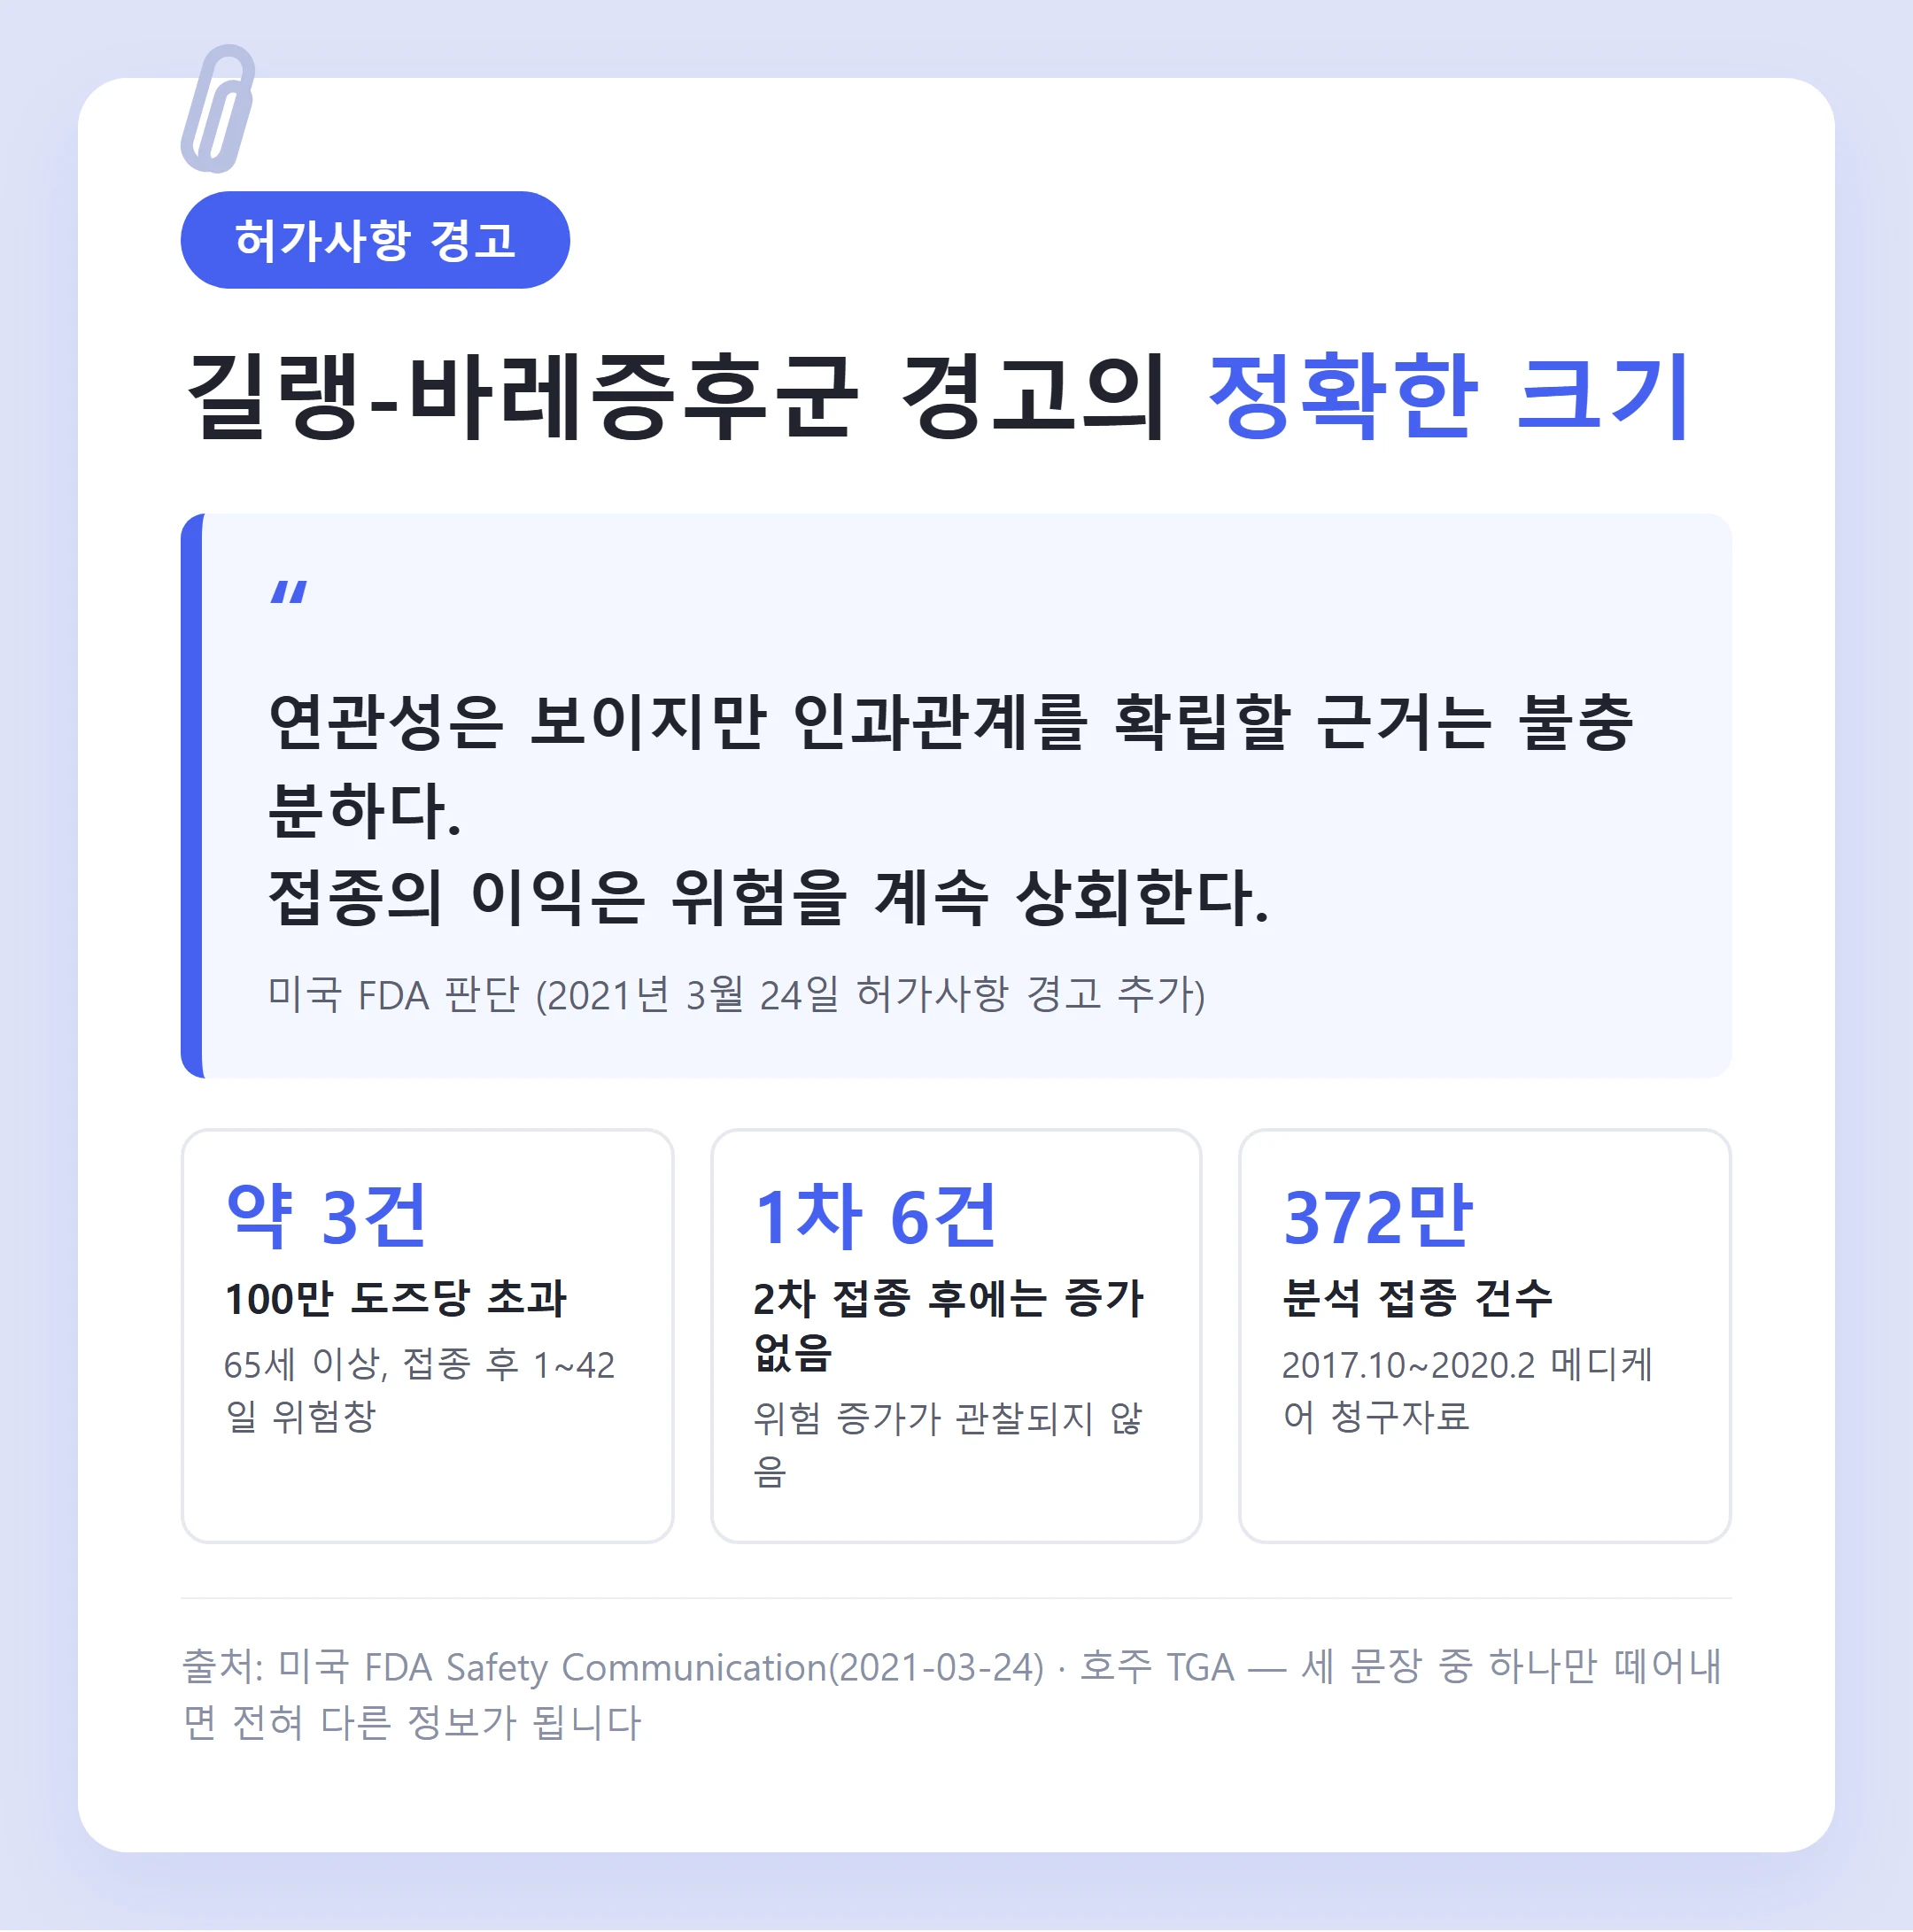 허가사항 경고
길랭-바레증후군 경고의 정확한 크기
“
연관성은 보이지만 인과관계를 확립할 근거는 불충
분하다.
접종의 이익은 위험을 계속 상회한다.
미국 FDA 판단 (2021년 3월 24일 허가사항 경고 추가)
약 3건
100만 도즈당 초과
65세 이상, 접종 후 1~42
일 위험창
1차 6건
2차 접종 후에는 증가
없음
위험 증가가 관찰되지 않
음
372만
분석 접종 건수
2017.10~2020.2 메디케
어 청구자료
출처: 미국 FDA Safety Communication(2021-03-24) · 호주 TGA — 세 문장 중 하나만 떼어내
면 전혀 다른 정보가 됩니다